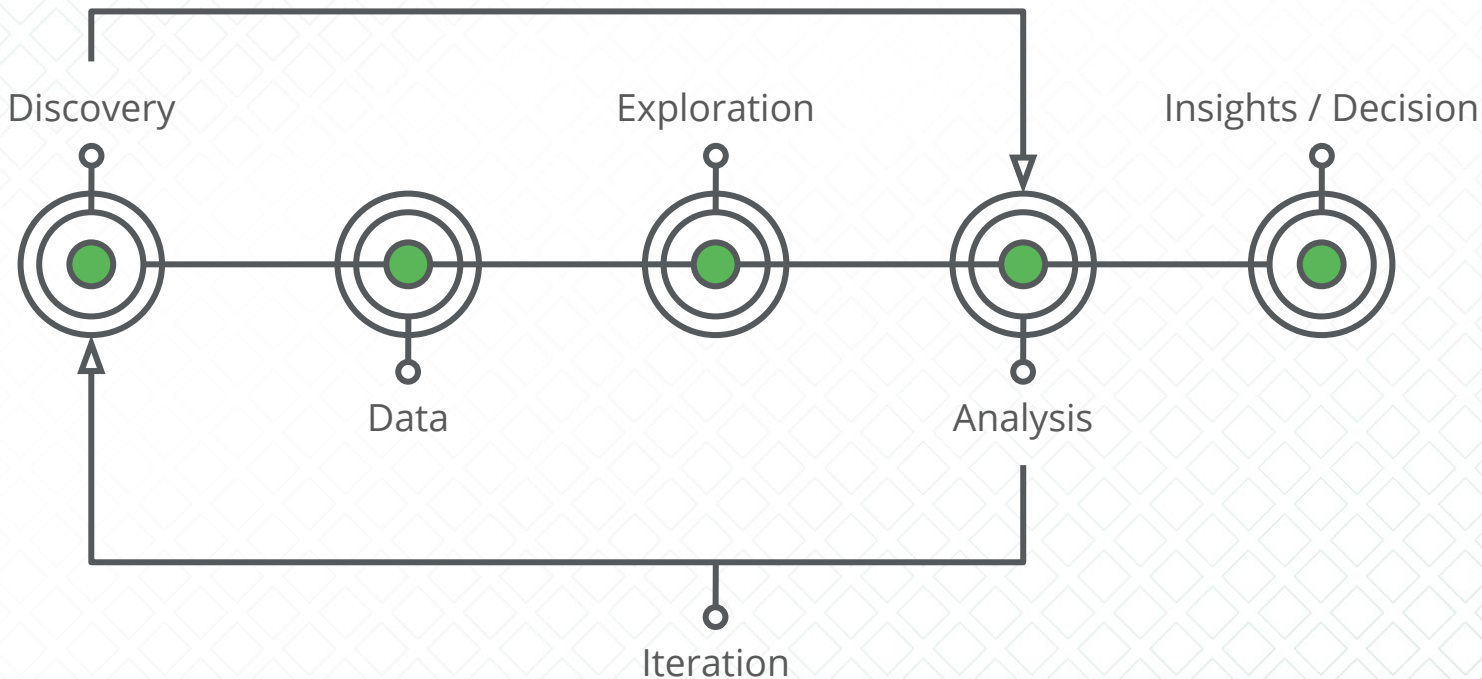 Discovery
Exploration
Insights / Decision
Data
Analysis
Iteration